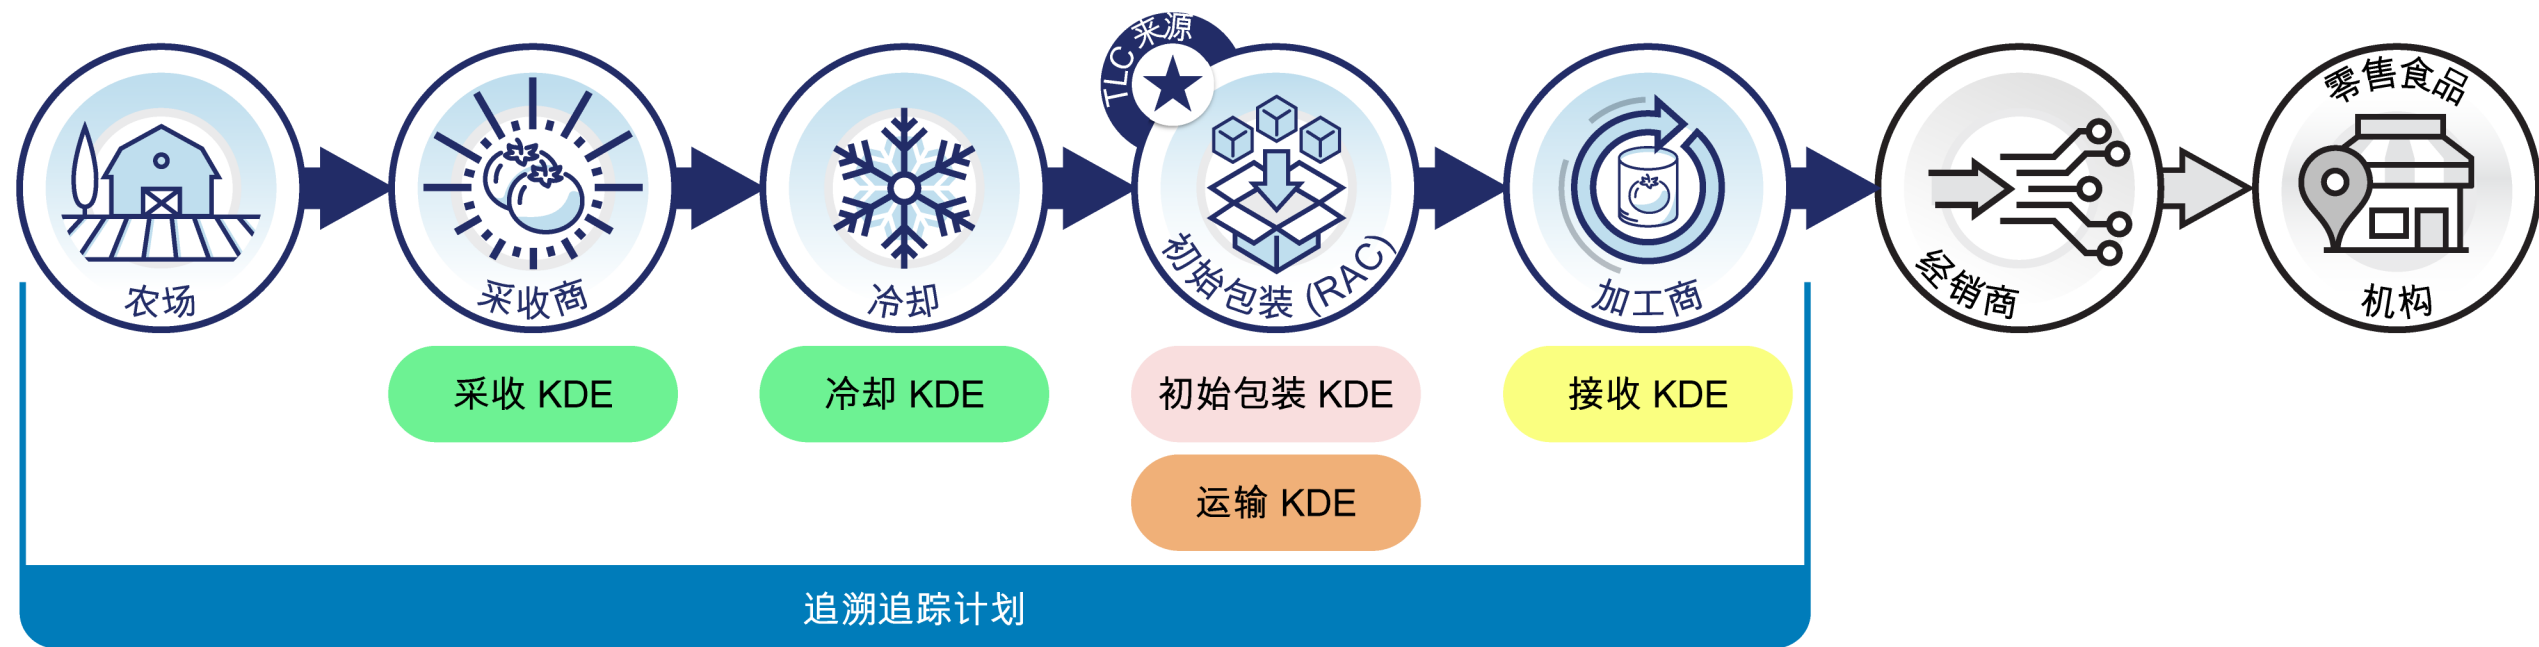 TLC 来源
农场
采收商
冷却
初始包装 (RAC)
加工商
经销商
零售食品
机构
采收 KDE
冷却 KDE
初始包装 KDE
接收 KDE
运输 KDE
追溯追踪计划